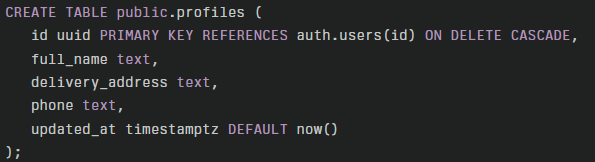 CREATE TABLE public.profiles (
   id uuid PRIMARY KEY REFERENCES auth.users(id) ON DELETE CASCADE,
   full_name text,
   delivery_address text,
   phone text,
   updated_at timestamptz DEFAULT now()
);